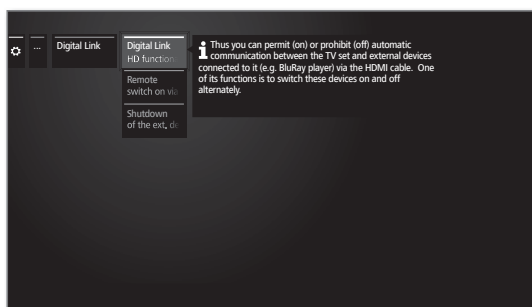 ...
Digital Link
Digital Link
HD function
Remote
switch on via
Shutdown
of the ext. de
i Thus you can permit (on) or prohibit (off) automatic
communication between the TV set and external devices
connected to it (e.g. BluRay player) via the HDMI cable. One
of its functions is to switch these devices on and off
alternately.